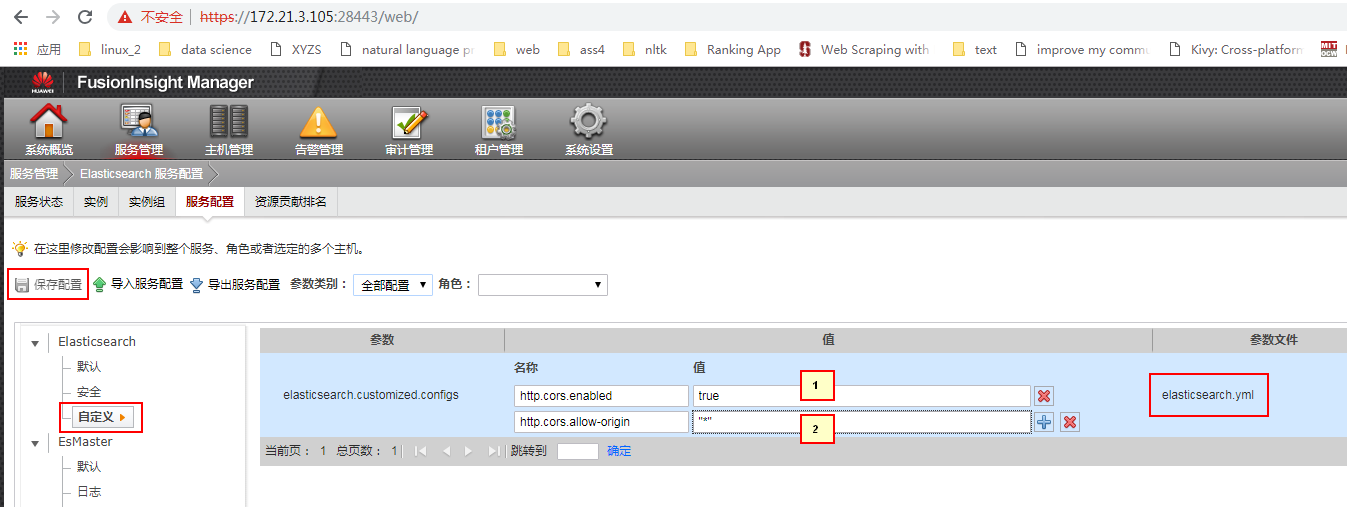 不安全 https://172.21.3.105:28443/web/
应用 linux_2 data science XYZS natural language web ass4 nltk Ranking App Web Scraping with text improve my commu Kivy: Cross-platform
MIT
OCW
HUAWEI FusionInsight Manager
系统概览 服务管理 主机管理 告警管理 审计管理 租户管理 系统设置
服务管理 Elasticsearch 服务配置
服务状态 实例 实例组 服务配置 资源贡献排名
在这里修改配置会影响到整个服务、角色或者选定的多个主机。
保存配置 导入服务配置 导出服务配置 参数类别： 全部配置 角色：
Elasticsearch
默认
安全
自定义
EsMaster
默认
日志
参数 值 参数文件
名称 值
elasticsearch.customized.configs http.cors.enabled true 1 elasticsearch.yml
http.cors.allow-origin "*" 2
当前页： 1 总页数： 1 跳转到 确定